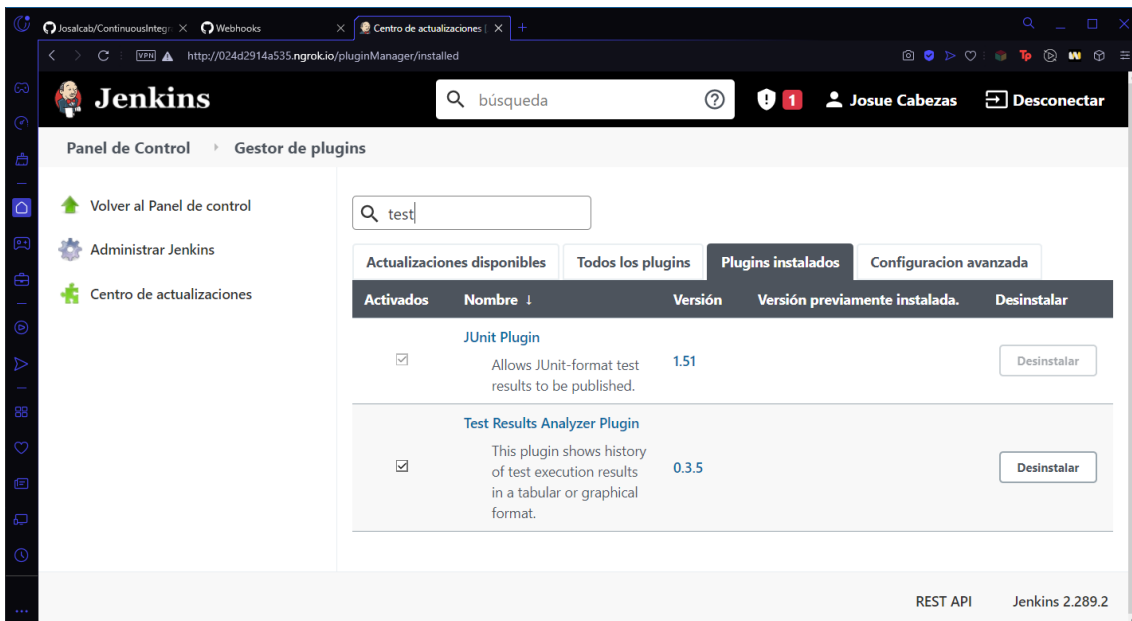 Josalcab/ContinuousIntegr
Webhooks
Centro de actualizaciones [
VPN
http://024d2914a535.ngrok.io/pluginManager/installed
Tp
Jenkins
búsqueda
1
Josue Cabezas
Desconectar
Panel de Control
Gestor de plugins
Volver al Panel de control
Administrar Jenkins
Centro de actualizaciones
test
Actualizaciones disponibles
Todos los plugins
Plugins instalados
Configuracion avanzada
Activados
Nombre ↓
Versión
Versión previamente instalada.
Desinstalar
JUnit Plugin
Allows JUnit-format test
results to be published.
1.51
Desinstalar
Test Results Analyzer Plugin
This plugin shows history
of test execution results
in a tabular or graphical
format.
0.3.5
Desinstalar
REST API
Jenkins 2.289.2